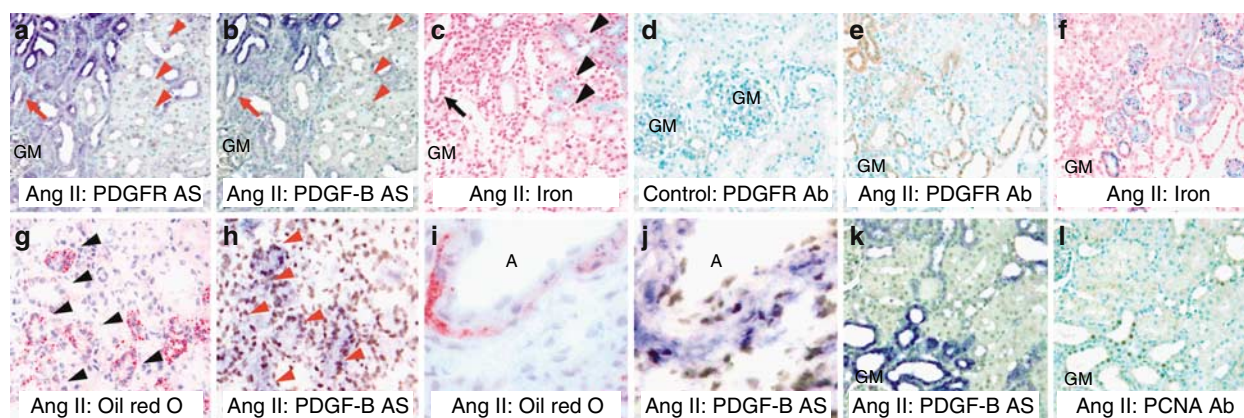 a
GM
Ang II: PDGFR AS
b
GM
Ang II: PDGF-B AS
c
GM
Ang II: Iron
d
GM
GM
Control: PDGFR Ab
e
GM
Ang II: PDGFR Ab
f
GM
Ang II: Iron
g
Ang II: Oil red O
h
Ang II: PDGF-B AS
i
A
Ang II: Oil red O
j
A
Ang II: PDGF-B AS
k
GM
Ang II: PDGF-B AS
l
GM
Ang II: PCNA Ab